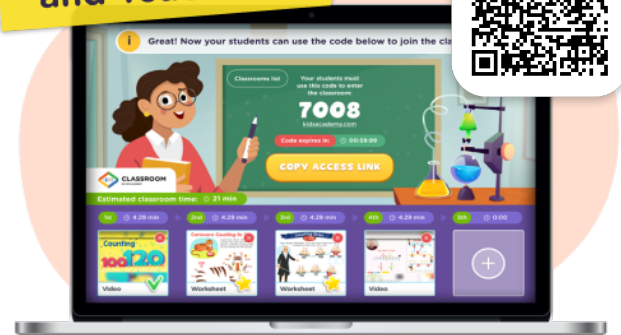 Great! Now your students can use the code below to join the cla
Classrooms list
Your students must
use this code to enter
the classroom
7008
kidsacademy.com
Code expires in:
00:59:99
COPY ACCESS LINK
CLASSROOM
Estimated classroom time: 21 min
1st 4:29 min
2nd 4:29 min
3rd 4:29 min
4th 4:29 min
5th 0:00
Counting
100 120
Video
Worksheet
Worksheet
Video